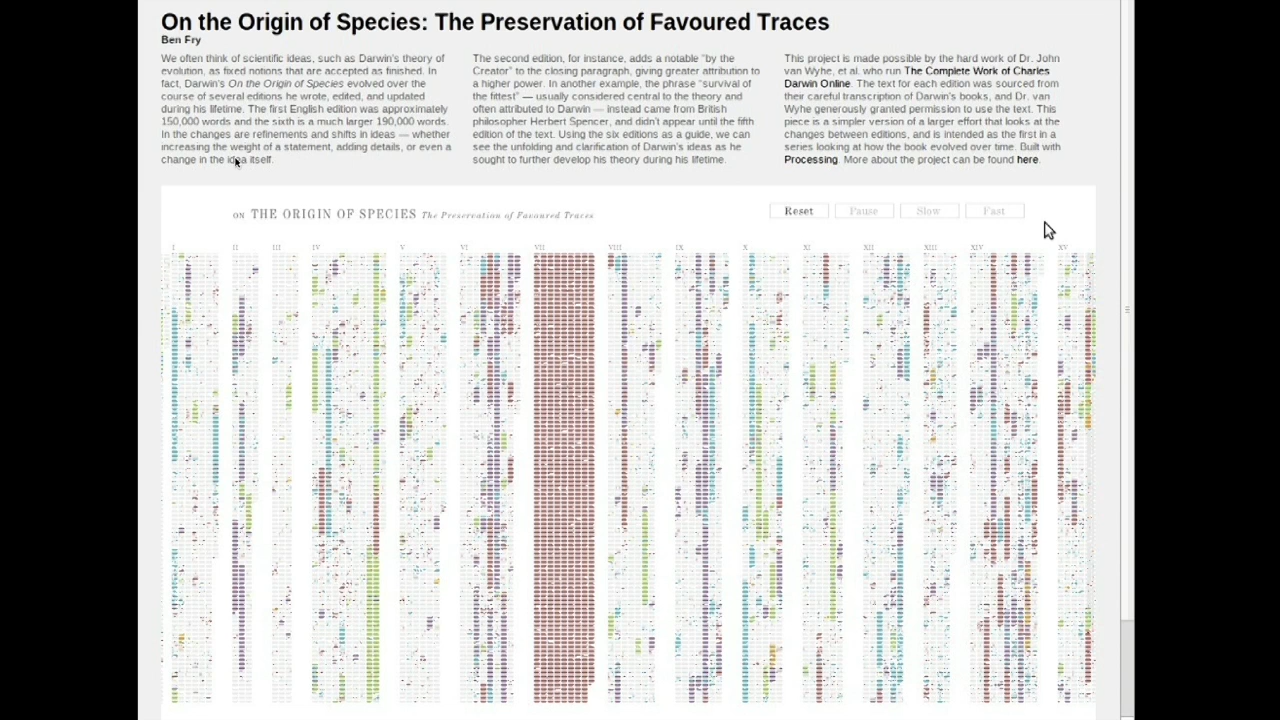 On the Origin of Species: The Preservation of Favoured Traces
Ben Fry
We often think of scientific ideas, such as Darwin's theory of
evolution, as fixed notions that are accepted as finished. In
fact, Darwin's On the Origin of Species evolved over the
course of several editions he wrote, edited, and updated
during his lifetime. The first English edition was approximately
150,000 words and the sixth is a much larger 190,000 words.
In the changes are refinements and shifts in ideas — whether
increasing the weight of a statement, adding details, or even a
change in the idea itself.
The second edition, for instance, adds a notable "by the
Creator" to the closing paragraph, giving greater attribution to
a higher power. In another example, the phrase "survival of
the fittest" — usually considered central to the theory and
often attributed to Darwin — instead came from British
philosopher Herbert Spencer, and didn't appear until the fifth
edition of the text. Using the six editions as a guide, we can
see the unfolding and clarification of Darwin's ideas as he
sought to further develop his theory during his lifetime.
This project is made possible by the hard work of Dr. John
van Wyhe, et al. who run The Complete Work of Charles
Darwin Online. The text for each edition was sourced from
their careful transcription of Darwin's books, and Dr. van
Wyhe generously granted permission to use the text. This
piece is a simpler version of a larger effort that looks at the
changes between editions, and is intended as the first in a
series looking at how the book evolved over time. Built with
Processing. More about the project can be found here.
ON THE ORIGIN OF SPECIES The Preservation of Favoured Traces
Reset Pause Slow Fast
I II III IV V VI VII VIII IX X XI XII XIII XIV XV